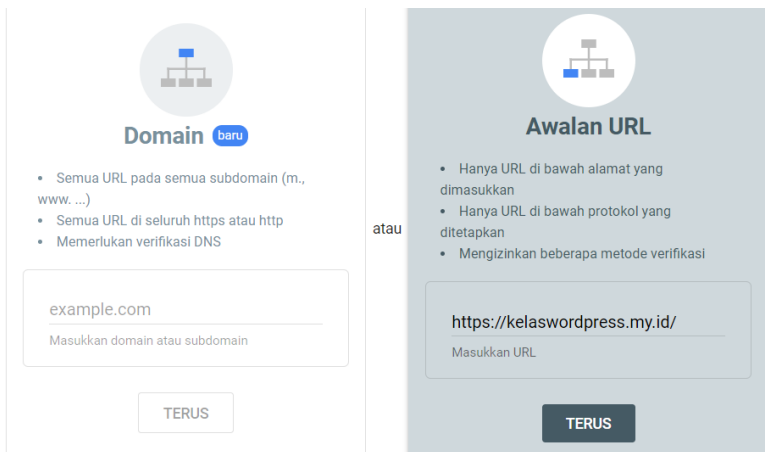 Domain baru
• Semua URL pada semua subdomain (m.,
www. ...)
• Semua URL di seluruh https atau http
• Memerlukan verifikasi DNS
example.com
Masukkan domain atau subdomain
TERUS
atau
Awalan URL
• Hanya URL di bawah alamat yang
dimasukkan
• Hanya URL di bawah protokol yang
ditetapkan
• Mengizinkan beberapa metode verifikasi
https://kelaswordpress.my.id/
Masukkan URL
TERUS